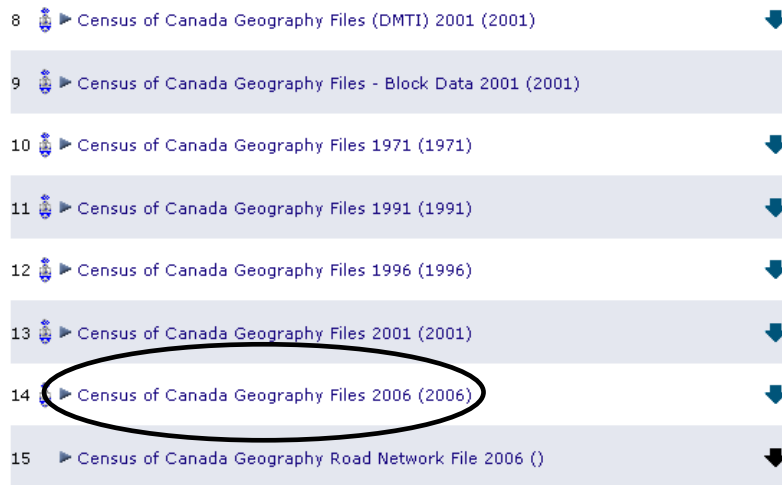 8 Census of Canada Geography Files (DMTI) 2001 (2001)
9 Census of Canada Geography Files - Block Data 2001 (2001)
10 Census of Canada Geography Files 1971 (1971)
11 Census of Canada Geography Files 1991 (1991)
12 Census of Canada Geography Files 1996 (1996)
13 Census of Canada Geography Files 2001 (2001)
14 Census of Canada Geography Files 2006 (2006)
15 Census of Canada Geography Road Network File 2006 ()